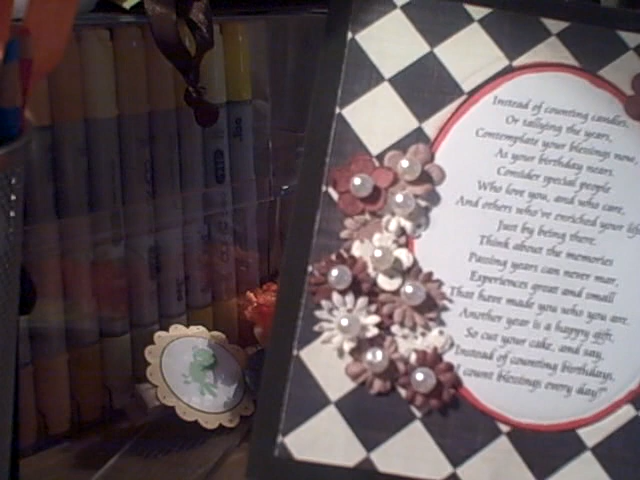 Instead of counting candles,
Or tallying the years,
Contemplate your blessings now,
As your birthday nears.
Consider special people
Who love you, and who care,
And others who've enriched your life
Just by being there.
Think about the memories
Passing years can never mar,
Experiences great and small
That have made you who you are.
Another year is a happy gift,
So cut your cake, and say,
Instead of counting birthdays,
I count blessings every day!"